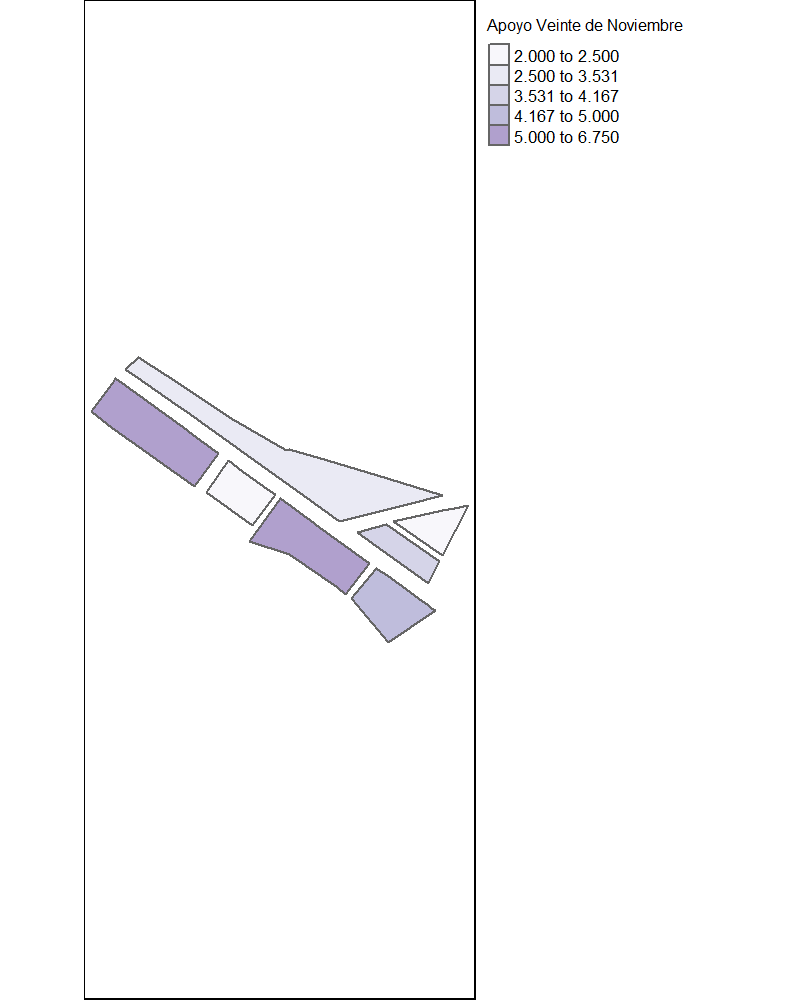 Apoyo Veinte de Noviembre
2.000 to 2.500
2.500 to 3.531
3.531 to 4.167
4.167 to 5.000
5.000 to 6.750